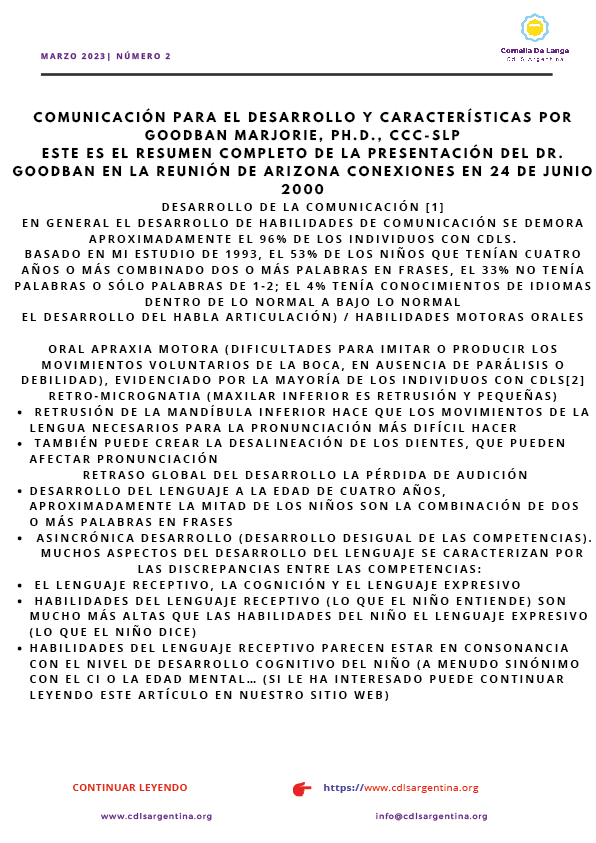 Cornelia De Lange
CdLS Argentina
MARZO 2023| NÚMERO 2
COMUNICACIÓN PARA EL DESARROLLO Y CARACTERÍSTICAS POR
GOODBAN MARJORIE, PH.D., CCC-SLP
ESTE ES EL RESUMEN COMPLETO DE LA PRESENTACIÓN DEL DR.
GOODBAN EN LA REUNIÓN DE ARIZONA CONEXIONES EN 24 DE JUNIO
2000
DESARROLLO DE LA COMUNICACIÓN [1]
EN GENERAL EL DESARROLLO DE HABILIDADES DE COMUNICACIÓN SE DEMORA
APROXIMADAMENTE EL 96% DE LOS INDIVIDUOS CON CDLS.
BASADO EN MI ESTUDIO DE 1993, EL 53% DE LOS NIÑOS QUE TENÍAN CUATRO
AÑOS O MÁS COMBINADO DOS O MÁS PALABRAS EN FRASES, EL 33% NO TENÍA
PALABRAS O SÓLO PALABRAS DE 1-2; EL 4% TENÍA CONOCIMIENTOS DE IDIOMAS
DENTRO DE LO NORMAL A BAJO LO NORMAL
EL DESARROLLO DEL HABLA ARTICULACIÓN) / HABILIDADES MOTORAS ORALES
ORAL APRAXIA MOTORA (DIFICULTADES PARA IMITAR O PRODUCIR LOS
MOVIMIENTOS VOLUNTARIOS DE LA BOCA, EN AUSENCIA DE PARÁLISIS O
DEBILIDAD), EVIDENCIADO POR LA MAYORÍA DE LOS INDIVIDUOS CON CDLS[2]
RETRO-MICROGNATIA (MAXILAR INFERIOR ES RETRUSIÓN Y PEQUEÑAS)
• RETRUSIÓN DE LA MANDÍBULA INFERIOR HACE QUE LOS MOVIMIENTOS DE LA
LENGUA NECESARIOS PARA LA PRONUNCIACIÓN MÁS DIFÍCIL HACER
• TAMBIÉN PUEDE CREAR LA DESALINEACIÓN DE LOS DIENTES, QUE PUEDEN
AFECTAR PRONUNCIACIÓN
RETRASO GLOBAL DEL DESARROLLO LA PÉRDIDA DE AUDICIÓN
• DESARROLLO DEL LENGUAJE A LA EDAD DE CUATRO AÑOS,
APROXIMADAMENTE LA MITAD DE LOS NIÑOS SON LA COMBINACIÓN DE DOS
O MÁS PALABRAS EN FRASES
• ASINCRÓNICA DESARROLLO (DESARROLLO DESIGUAL DE LAS COMPETENCIAS).
MUCHOS ASPECTOS DEL DESARROLLO DEL LENGUAJE SE CARACTERIZAN POR
LAS DISCREPANCIAS ENTRE LAS COMPETENCIAS:
• EL LENGUAJE RECEPTIVO, LA COGNICIÓN Y EL LENGUAJE EXPRESIVO
• HABILIDADES DEL LENGUAJE RECEPTIVO (LO QUE EL NIÑO ENTIENDE) SON
MUCHO MÁS ALTAS QUE LAS HABILIDADES DEL NIÑO EL LENGUAJE EXPRESIVO
(LO QUE EL NIÑO DICE)
• HABILIDADES DEL LENGUAJE RECEPTIVO PARECEN ESTAR EN CONSONANCIA
CON EL NIVEL DE DESARROLLO COGNITIVO DEL NIÑO (A MENUDO SINÓNIMO
CON EL CI O LA EDAD MENTAL… (SI LE HA INTERESADO PUEDE CONTINUAR
LEYENDO ESTE ARTÍCULO EN NUESTRO SITIO WEB)
CONTINUAR LEYENDO
https://www.cdlsargentina.org
www.cdlsargentina.org
info@cdlsargentina.org